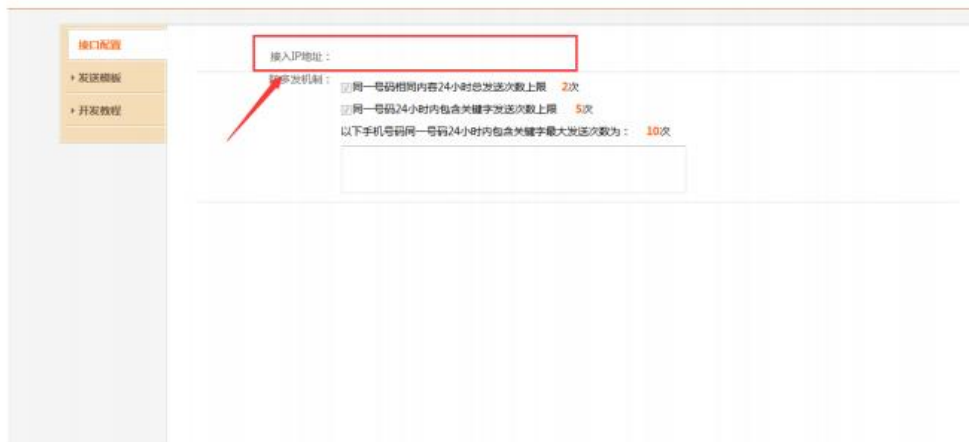 接口配置
发送模板
开发教程
接入IP地址：
多发机制：
同一号码相同内容24小时总发送次数上限 2次
同一号码24小时内包含关键字发送次数上限 5次
以下手机号码同一号码24小时内包含关键字最大发送次数为： 10次